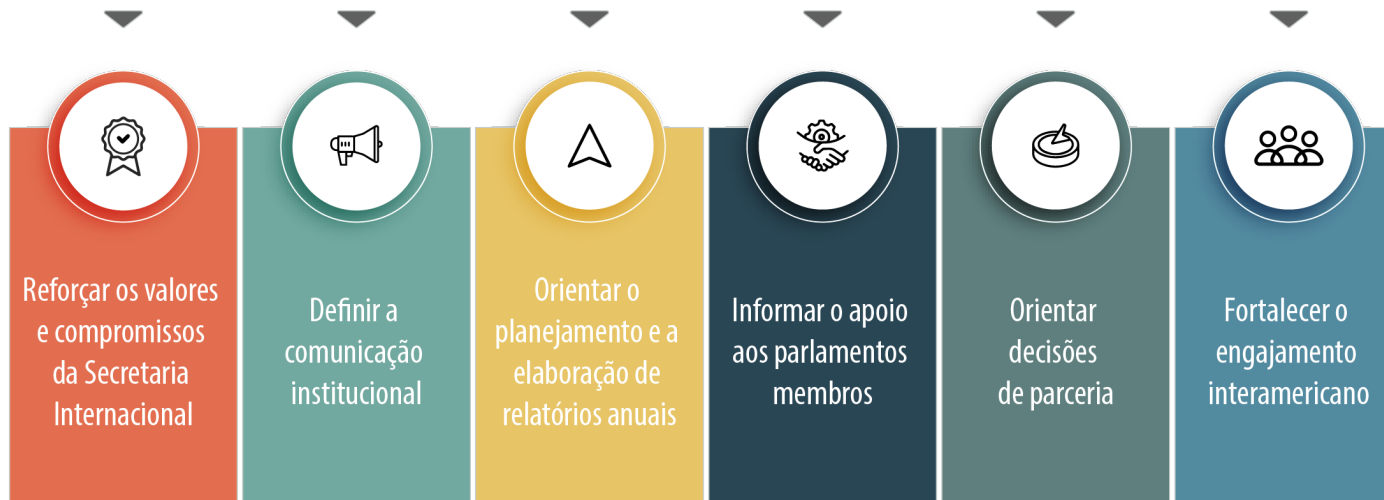 Reforçar os valores
e compromissos
da Secretaria
Internacional
Definir a
comunicação
institucional
Orientar o
planejamento e a
elaboração de
relatórios anuais
Informar o apoio
aos parlamentos
membros
Orientar
decisões
de parceria
Fortalecer o
engajamento
interamericano